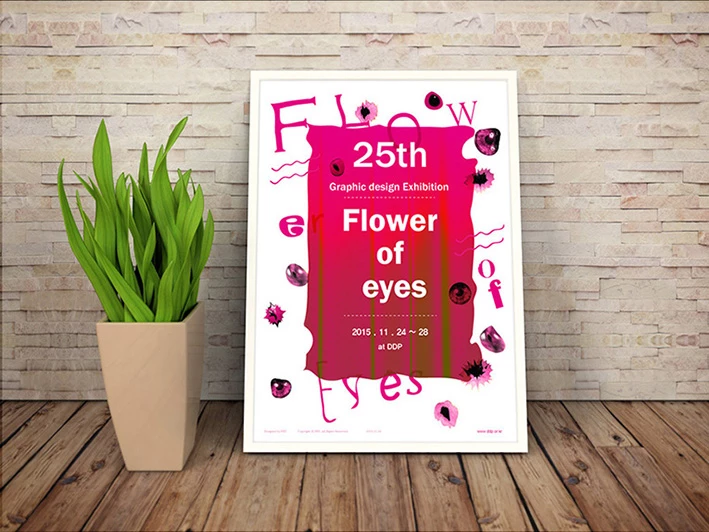 FLOW
25th
Graphic design Exhibition
er
Flower
of
eyes
of
2015 . 11 . 24 ~ 28
at DDP
Eyes